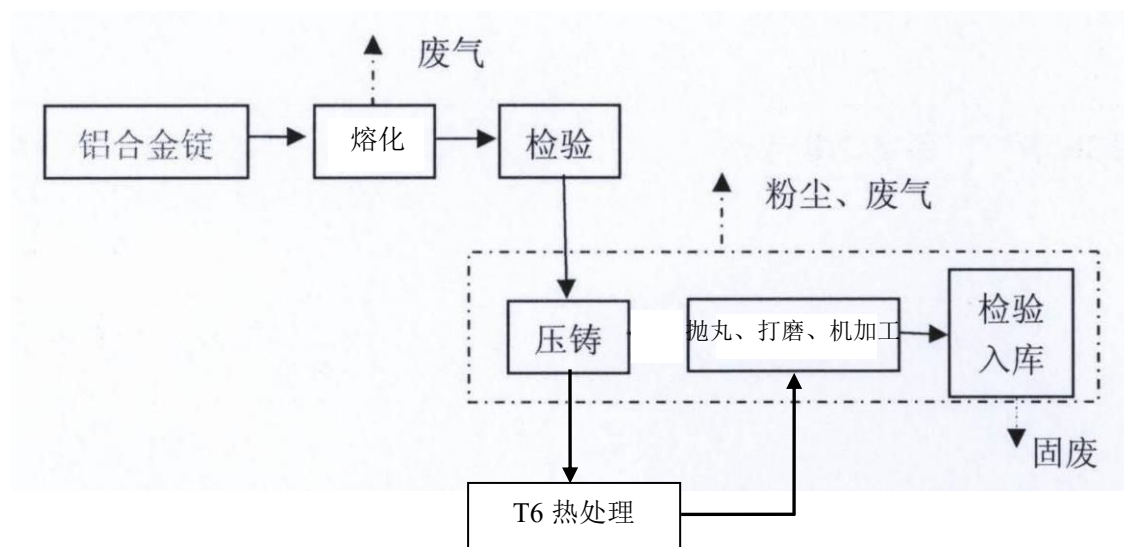 废气
铝合金锭
熔化
检验
粉尘、废气
压铸
抛丸、打磨、机加工
检验
入库
固废
T6 热处理